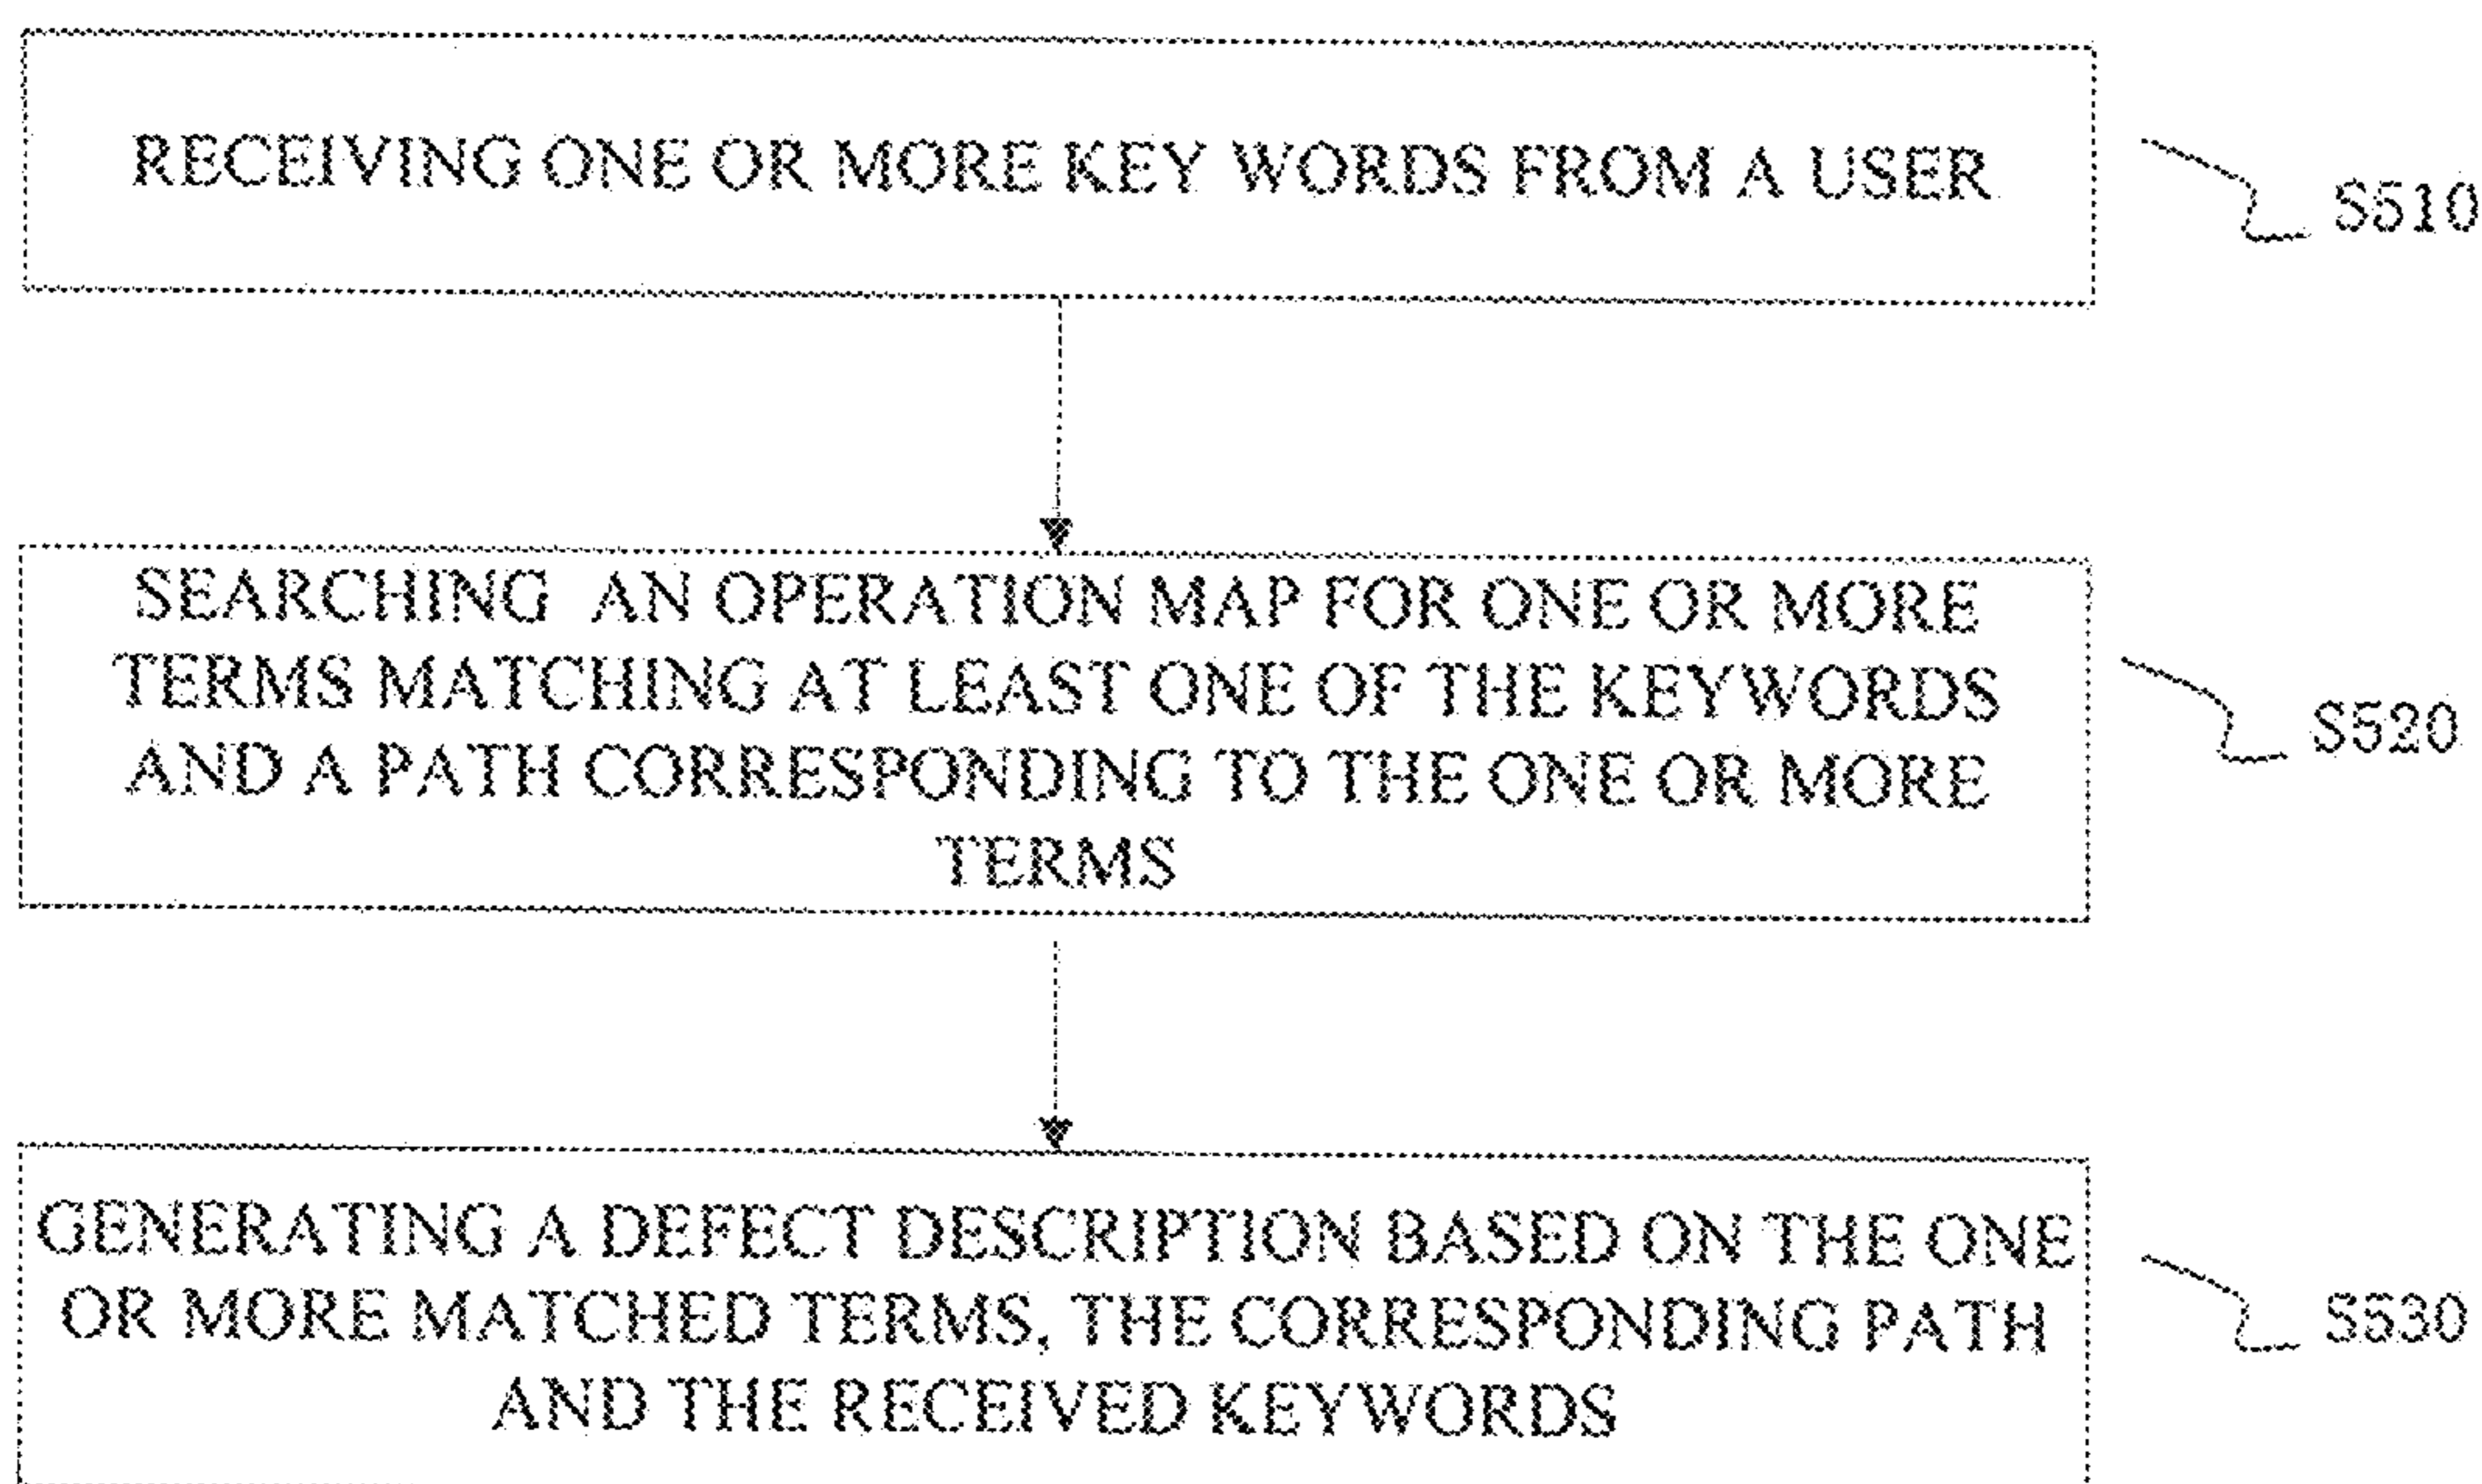 RECEIVING ONE OR MORE KEY WORDS FROM A USER
S510
SEARCHING AN OPERATION MAP FOR ONE OR MORE
TERMS MATCHING AT LEAST ONE OF THE KEYWORDS
AND A PATH CORRESPONDING TO THE ONE OR MORE
TERMS
S520
GENERATING A DEFECT DESCRIPTION BASED ON THE ONE
OR MORE MATCHED TERMS, THE CORRESPONDING PATH
AND THE RECEIVED KEYWORDS
S530